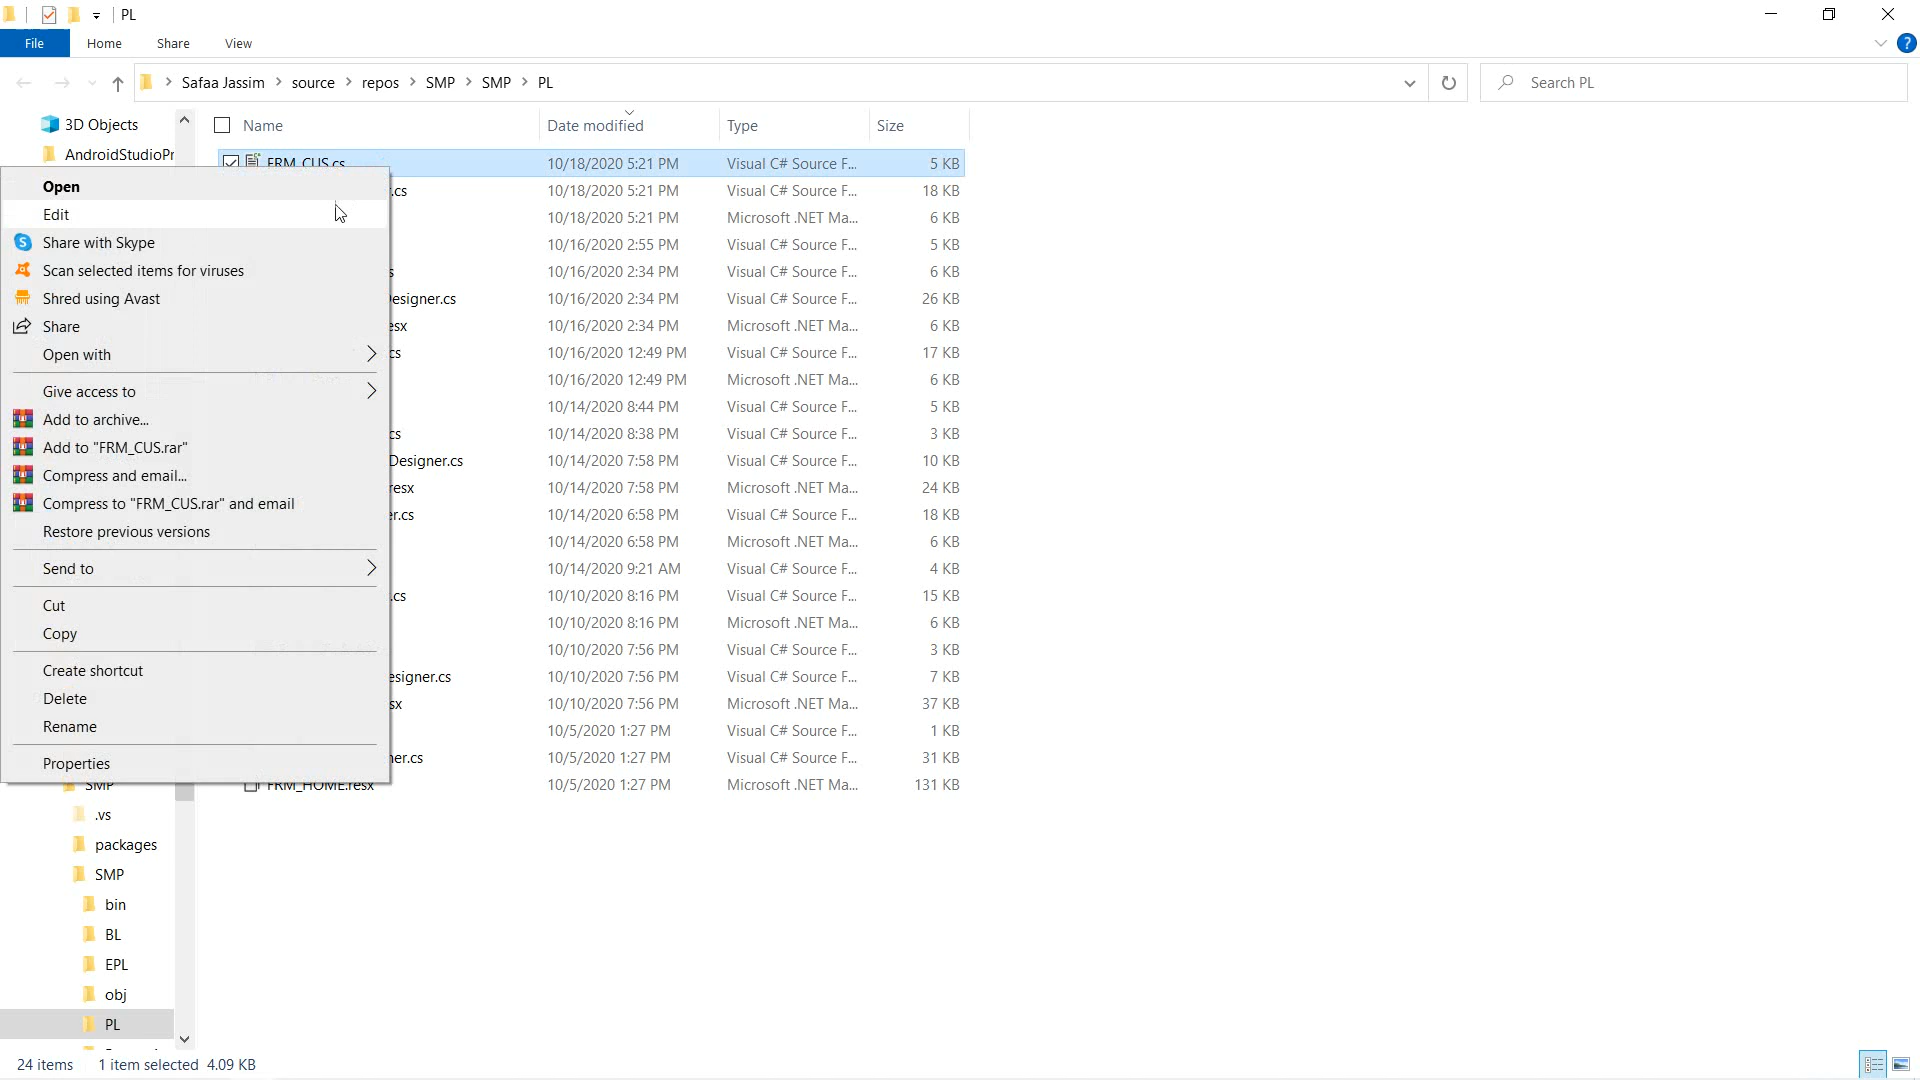 PL
File Home Share View
Safaa Jassim source repos SMP SMP PL
Search PL
3D Objects
AndroidStudioPr
Name Date modified Type Size
FRM_CUS.cs 10/18/2020 5:21 PM Visual C# Source F... 5 KB
Open
.cs 10/18/2020 5:21 PM Visual C# Source F... 18 KB
Edit
10/18/2020 5:21 PM Microsoft .NET Ma... 6 KB
Share with Skype
10/16/2020 2:55 PM Visual C# Source F... 5 KB
Scan selected items for viruses
s 10/16/2020 2:34 PM Visual C# Source F... 6 KB
Shred using Avast
esigner.cs 10/16/2020 2:34 PM Visual C# Source F... 26 KB
Share
esx 10/16/2020 2:34 PM Microsoft .NET Ma... 6 KB
Open with
cs 10/16/2020 12:49 PM Visual C# Source F... 17 KB
10/16/2020 12:49 PM Microsoft .NET Ma... 6 KB
Give access to
10/14/2020 8:44 PM Visual C# Source F... 5 KB
Add to archive...
cs 10/14/2020 8:38 PM Visual C# Source F... 3 KB
Add to "FRM_CUS.rar"
Designer.cs 10/14/2020 7:58 PM Visual C# Source F... 10 KB
Compress and email...
resx 10/14/2020 7:58 PM Microsoft .NET Ma... 24 KB
Compress to "FRM_CUS.rar" and email
er.cs 10/14/2020 6:58 PM Visual C# Source F... 18 KB
Restore previous versions
10/14/2020 6:58 PM Microsoft .NET Ma... 6 KB
Send to
10/14/2020 9:21 AM Visual C# Source F... 4 KB
.cs 10/10/2020 8:16 PM Visual C# Source F... 15 KB
Cut
10/10/2020 8:16 PM Microsoft .NET Ma... 6 KB
Copy
10/10/2020 7:56 PM Visual C# Source F... 3 KB
Create shortcut
esigner.cs 10/10/2020 7:56 PM Visual C# Source F... 7 KB
Delete
sx 10/10/2020 7:56 PM Microsoft .NET Ma... 37 KB
Rename
10/5/2020 1:27 PM Visual C# Source F... 1 KB
Properties
ner.cs 10/5/2020 1:27 PM Visual C# Source F... 31 KB
SMP
FRM_HOME.resx 10/5/2020 1:27 PM Microsoft .NET Ma... 131 KB
.vs
packages
SMP
bin
BL
EPL
obj
PL
24 items 1 item selected 4.09 KB